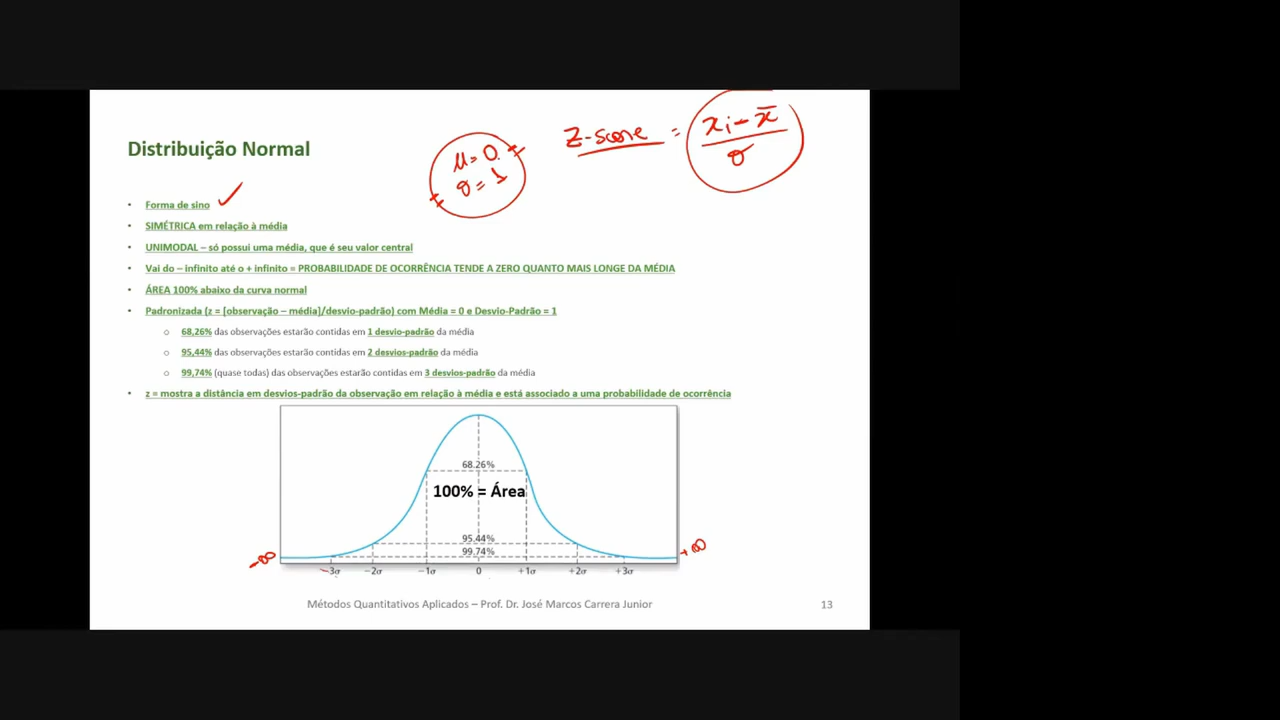 Z-score = xi - x̄ / σ
Distribuição Normal
μ = 0
σ = 1
• Forma de sino
• SIMÉTRICA em relação à média
• UNIMODAL – só possui uma média, que é seu valor central
• Vai do – infinito até o + infinito = PROBABILIDADE DE OCORRÊNCIA TENDE A ZERO QUANTO MAIS LONGE DA MÉDIA
• ÁREA 100% abaixo da curva normal
• Padronizada (z = [observação – média]/desvio-padrão) com Média = 0 e Desvio-Padrão = 1
o 68,26% das observações estarão contidas em 1 desvio-padrão da média
o 95,44% das observações estarão contidas em 2 desvios-padrão da média
o 99,74% (quase todas) das observações estarão contidas em 3 desvios-padrão da média
• z = mostra a distância em desvios-padrão da observação em relação à média e está associado a uma probabilidade de ocorrência
68.26%
100% = Área
95.44%
99.74%
-∞ +∞
−3σ −2σ −1σ 0 +1σ +2σ +3σ
Métodos Quantitativos Aplicados – Prof. Dr. José Marcos Carrera Junior 13